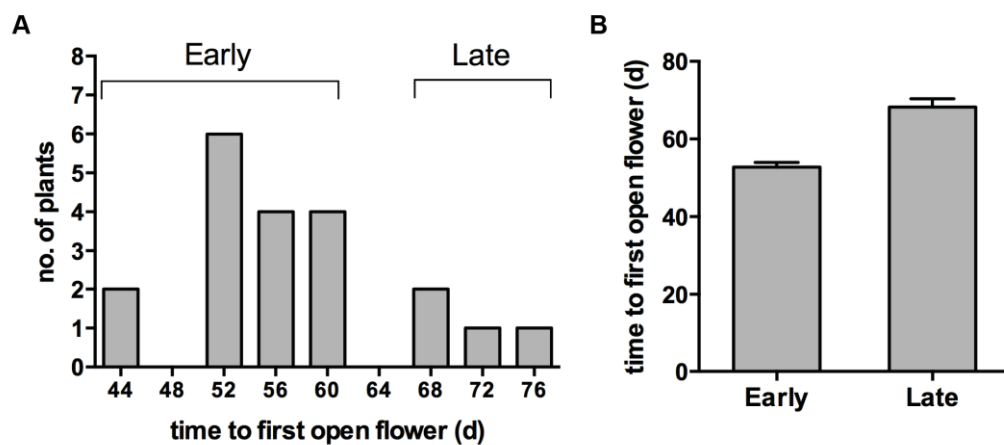 A
Early
Late
no. of plants
8
7
6
5
4
3
2
1
0
44 48 52 56 60 64 68 72 76
time to first open flower (d)
B
time to first open flower (d)
80
60
40
20
0
Early Late